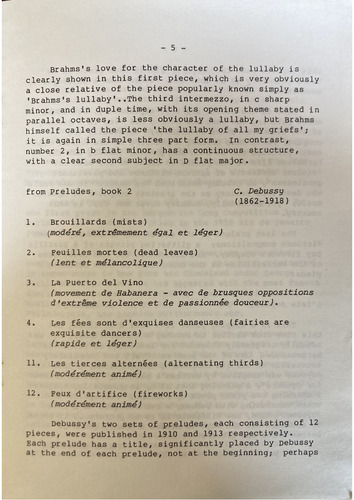 - 5 -
Brahms's love for the character of the lullaby is
clearly shown in this first piece, which is very obviously
a close relative of the piece popularly known simply as
'Brahms's lullaby'..The third intermezzo, in c sharp
minor, and in duple time, with its opening theme stated in
parallel octaves, is less obviously a lullaby, but Brahms
himself called the piece 'the lullaby of all my griefs';
it is again in simple three part form. In contrast,
number 2, in b flat minor, has a continuous structure,
with a clear second subject in D flat major.
from Preludes, book 2 C. Debussy
(1862-1918)
1. Brouillards (mists)
(modéré, extrêmement égal et léger)
2. Feuilles mortes (dead leaves)
(lent et mélancolique)
3. La Puerto del Vino
(movement de Habanera - avec de brusques oppositions
d'extrême violence et de passionnée douceur).
4. Les fées sont d'exquises danseuses (fairies are
exquisite dancers)
(rapide et léger)
11. Les tierces alternées (alternating thirds)
(modérément animé)
12. Feux d'artifice (fireworks)
(modérément animé)
Debussy's two sets of preludes, each consisting of 12
pieces, were published in 1910 and 1913 respectively.
Each prelude has a title, significantly placed by Debussy
at the end of each prelude, not at the beginning; perhaps